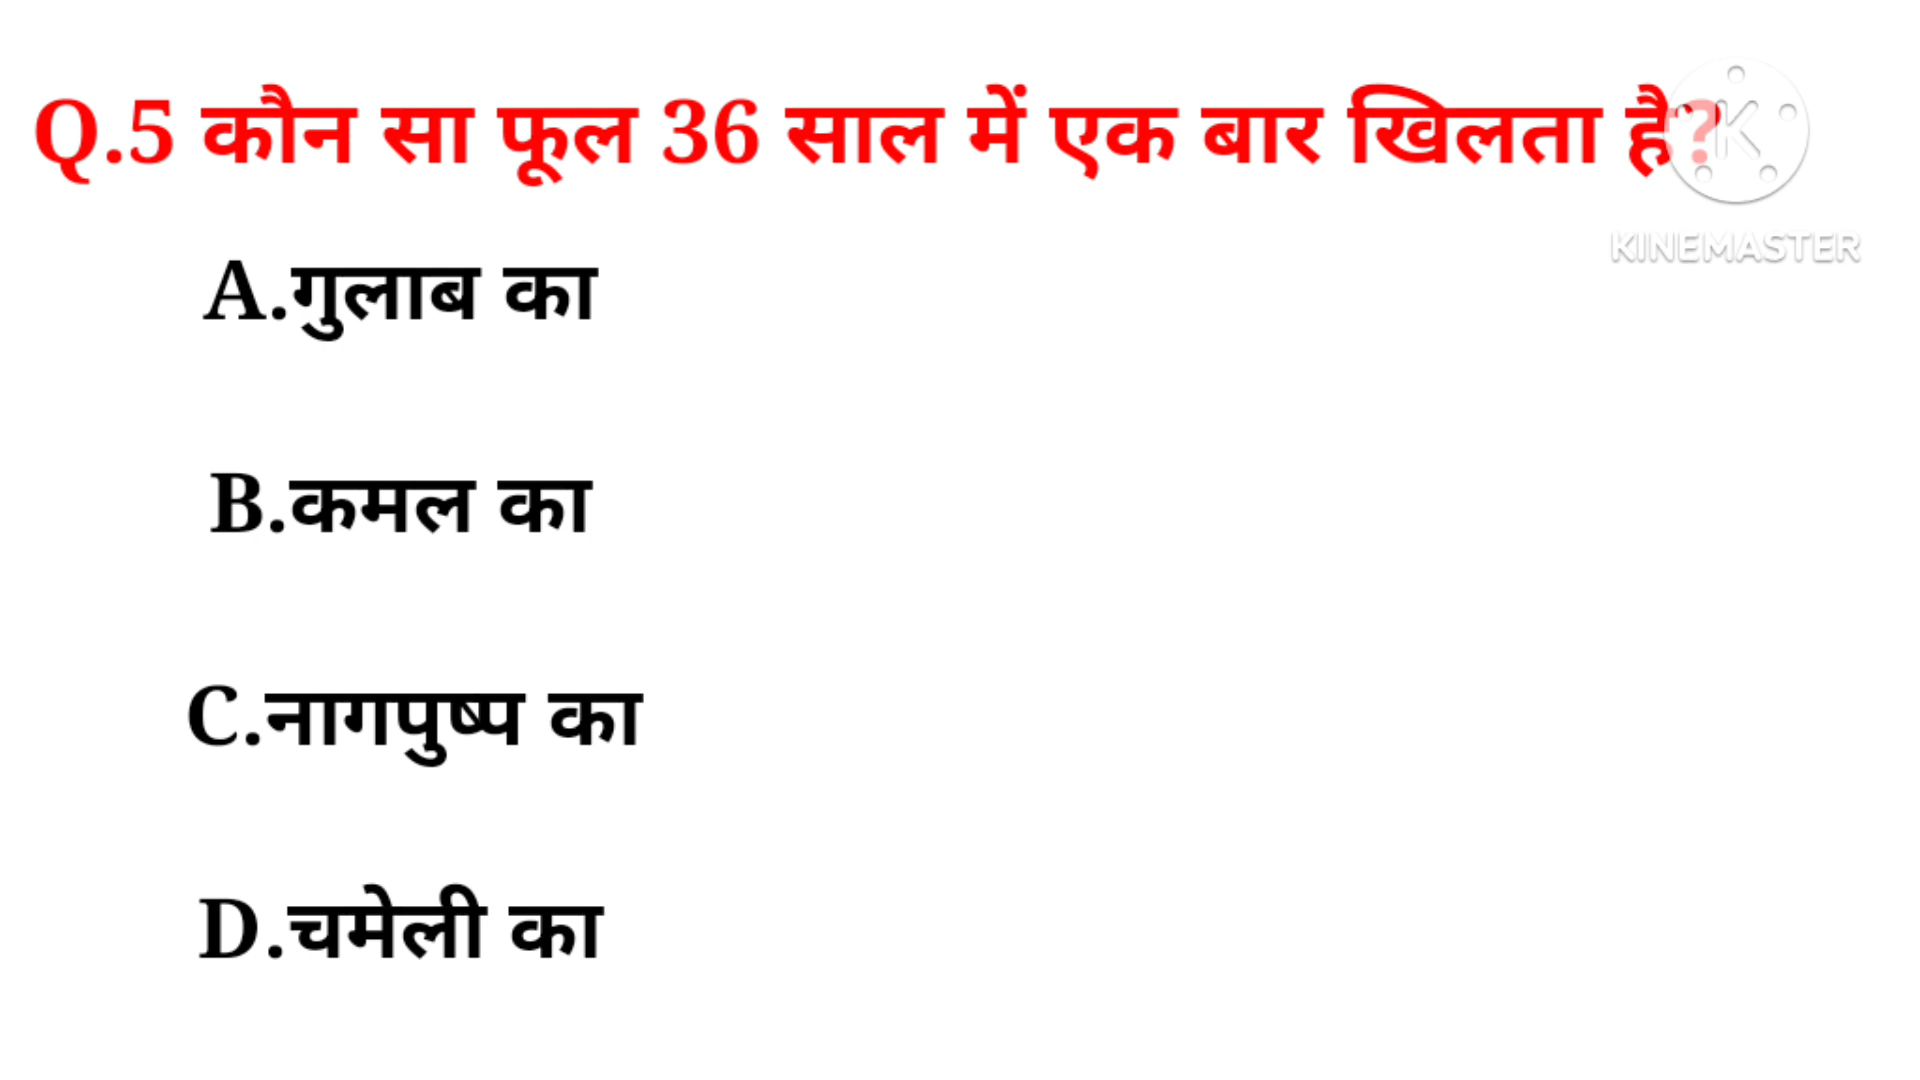 Q.5 कौन सा फूल 36 साल में एक बार खिलता है?
KINEMASTER
A.गुलाब का
B.कमल का
C.नागपुष्प का
D.चमेली का